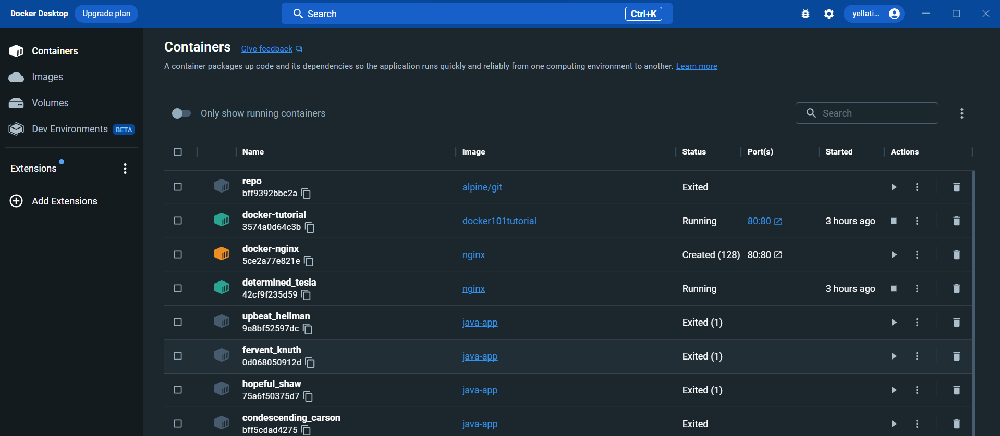 Docker Desktop Upgrade plan Search Ctrl+K yellati...
Containers
Images
Volumes
Dev Environments BETA
Extensions
Add Extensions
Containers Give feedback
A container packages up code and its dependencies so the application runs quickly and reliably from one computing environment to another. Learn more
Only show running containers Search
Name Image Status Port(s) Started Actions
repo
bff9392bbc2a alpine/git Exited
docker-tutorial
3574a0d64c3b docker101tutorial Running 80:80 3 hours ago
docker-nginx
5ce2a77e821e nginx Created (128) 80:80
determined_tesla
42cf9f235d59 nginx Running 3 hours ago
upbeat_hellman
9e8bf52597dc java-app Exited (1)
fervent_knuth
0d068050912d java-app Exited (1)
hopeful_shaw
75a6f50375d7 java-app Exited (1)
condescending_carson
bff5cdad4275 java-app Exited